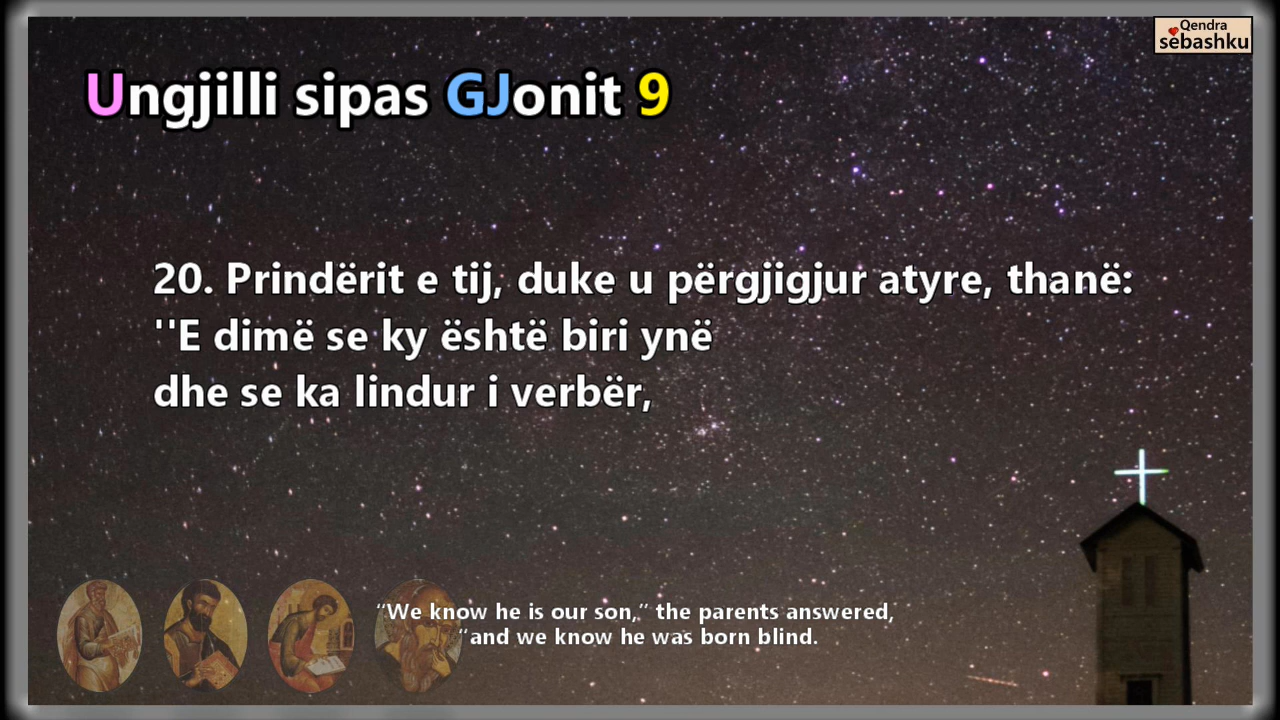 Qendra
sëbashku
Ungjilli sipas GJonit 9
20. Prindërit e tij, duke u përgjigjur atyre, thanë:
''E dimë se ky është biri ynë
dhe se ka lindur i verbër,
“We know he is our son,” the parents answered,
“and we know he was born blind.